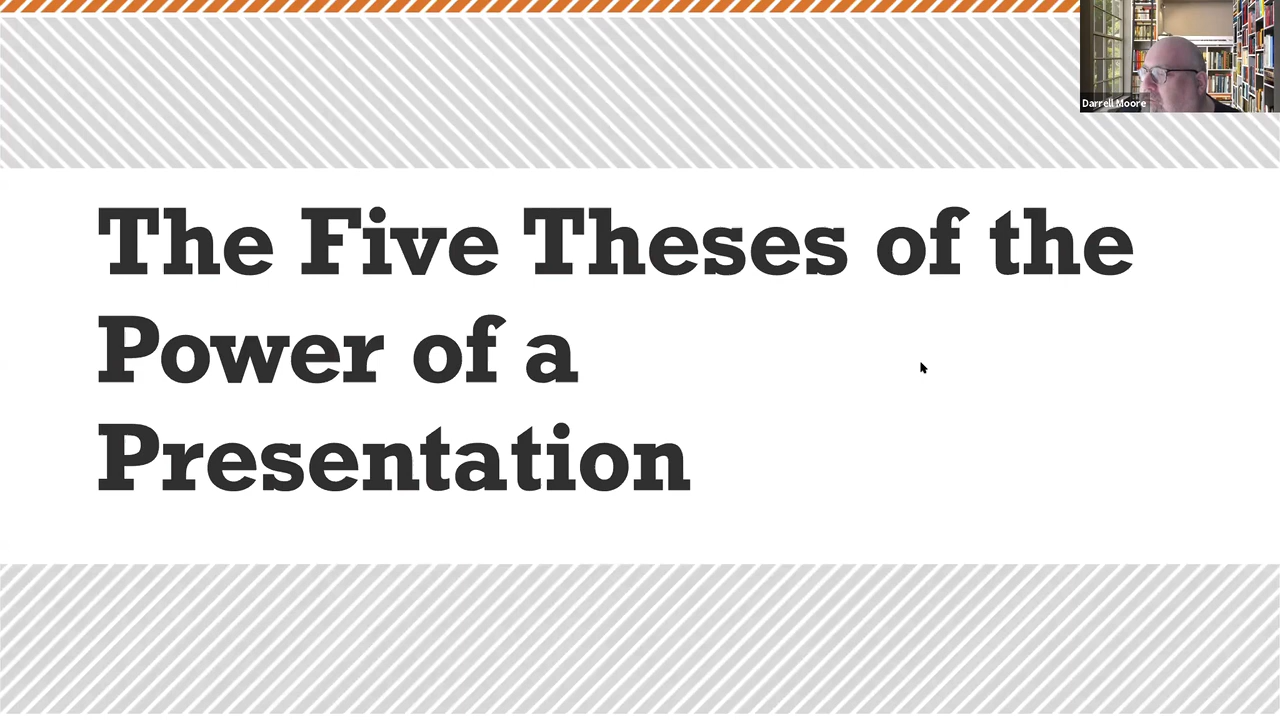 Darrell Moore
The Five Theses of the
Power of a
Presentation